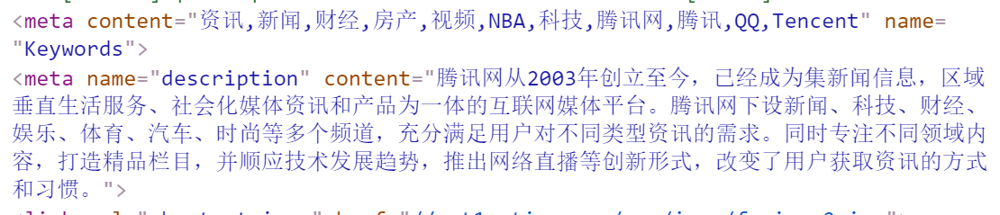 <meta content="资讯,新闻,财经,房产,视频,NBA,科技,腾讯网,腾讯,QQ,Tencent" name=
"Keywords">
<meta name="description" content="腾讯网从2003年创立至今，已经成为集新闻信息，区域
垂直生活服务、社会化媒体资讯和产品为一体的互联网媒体平台。腾讯网下设新闻、科技、财经、
娱乐、体育、汽车、时尚等多个频道，充分满足用户对不同类型资讯的需求。同时专注不同领域内
容，打造精品栏目，并顺应技术发展趋势，推出网络直播等创新形式，改变了用户获取资讯的方式
和习惯。">